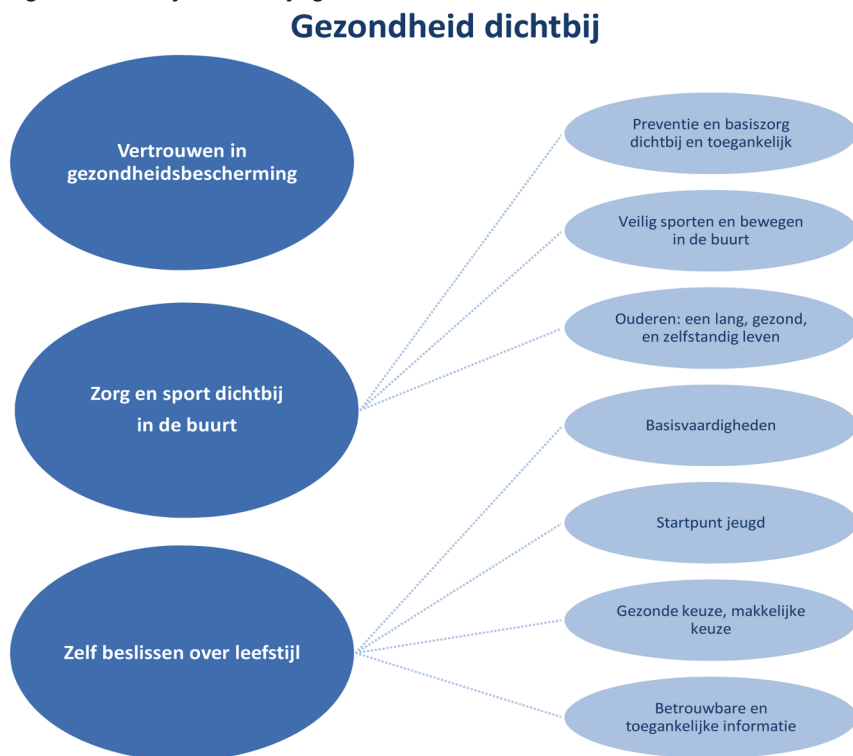 Gezondheid dichtbij
Vertrouwen in
gezondheidsbescherming
Zorg en sport dichtbij
in de buurt
Zelf beslissen over leefstijl
Preventie en basiszorg
dichtbij en toegankelijk
Veilig sporten en bewegen
in de buurt
Ouderen: een lang, gezond,
en zelfstandig leven
Basisvaardigheden
Startpunt jeugd
Gezonde keuze, makkelijke
keuze
Betrouwbare en
toegankelijke informatie